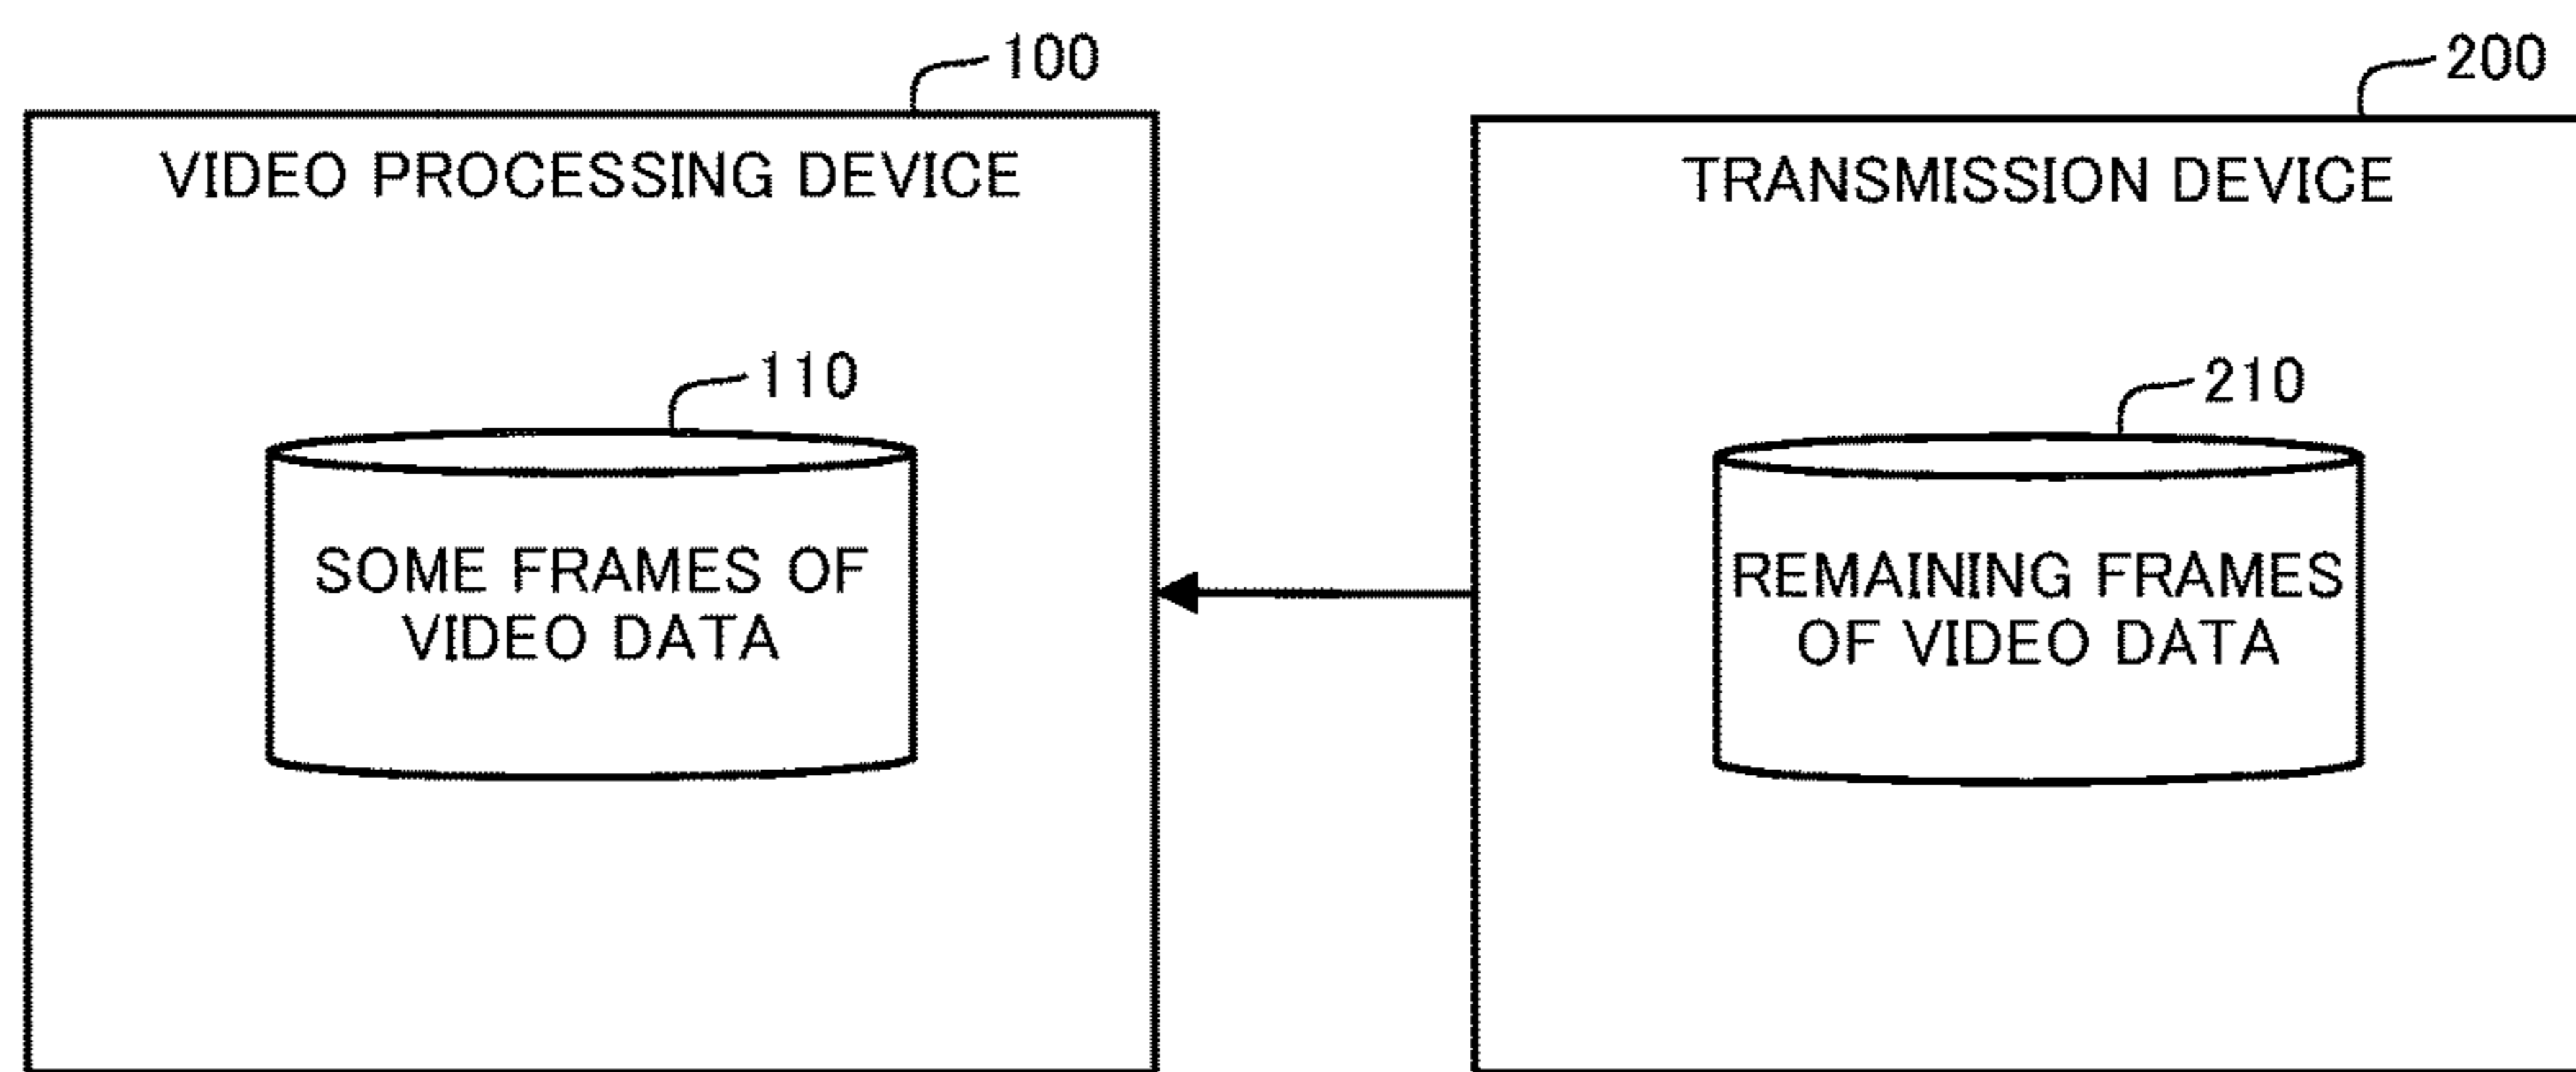 100
VIDEO PROCESSING DEVICE
110
SOME FRAMES OF
VIDEO DATA
200
TRANSMISSION DEVICE
210
REMAINING FRAMES
OF VIDEO DATA